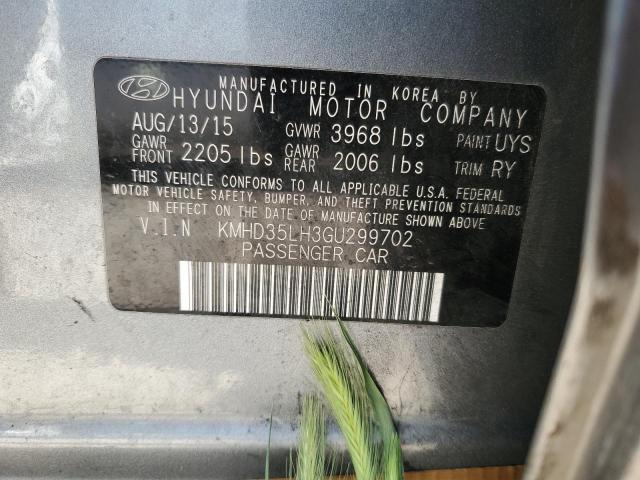 MANUFACTURED IN KOREA BY
HYUNDAI MOTOR COMPANY
AUG/13/15 GVWR 3968 lbs PAINT UYS
GAWR FRONT 2205 lbs GAWR REAR 2006 lbs TRIM RY
THIS VEHICLE CONFORMS TO ALL APPLICABLE U.S.A. FEDERAL
MOTOR VEHICLE SAFETY, BUMPER, AND THEFT PREVENTION STANDARDS
IN EFFECT ON THE DATE OF MANUFACTURE SHOWN ABOVE
V.I.N KMHD35LH3GU299702
PASSENGER CAR